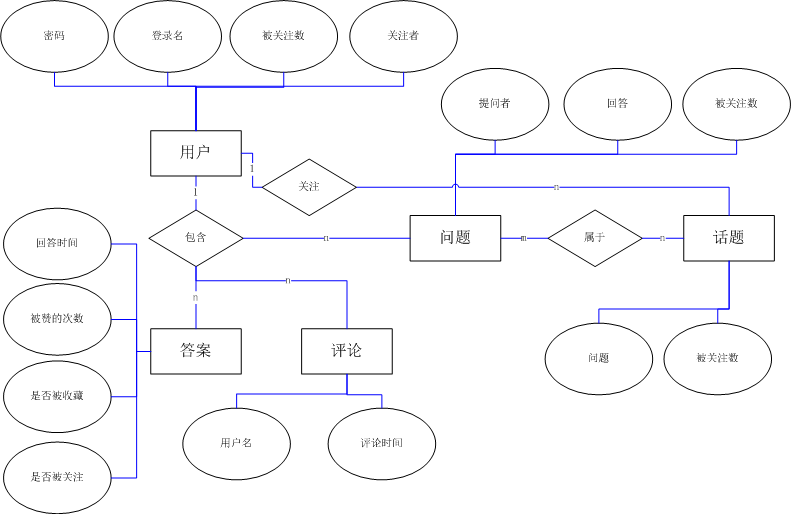 密码
登录名
被关注数
关注者
提问者
回答
被关注数
用户
1
关注
n
1
包含
n
问题
m
属于
n
话题
回答时间
n
n
被赞的次数
答案
评论
问题
被关注数
是否被收藏
用户名
评论时间
是否被关注